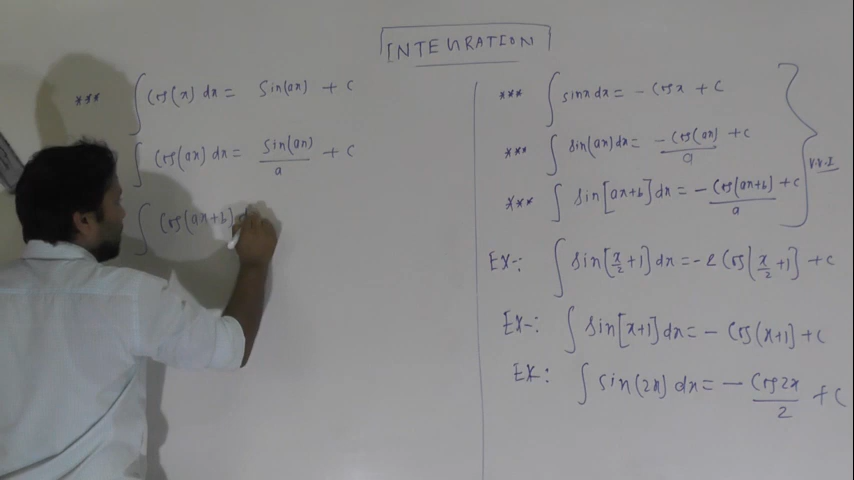 INTEGRATION
*** ∫ Cos(x) dx = Sin(ax) + C
∫ Cos(ax) dx = Sin(ax)/a + C
∫ Cos(ax+b) d
*** ∫ sinx dx = - Cosx + C
*** ∫ sin(ax) dx = -Cos(ax)/a + C
*** ∫ sin[ax+b] dx = -Cos(ax+b)/a + C
V.V.I
EX-: ∫ sin[x/2+1] dx = -2 Cos[x/2+1] + C
EX-: ∫ sin[x+1] dx = - Cos(x+1) + C
EX: ∫ sin(2x) dx = - Cos2x/2 + C